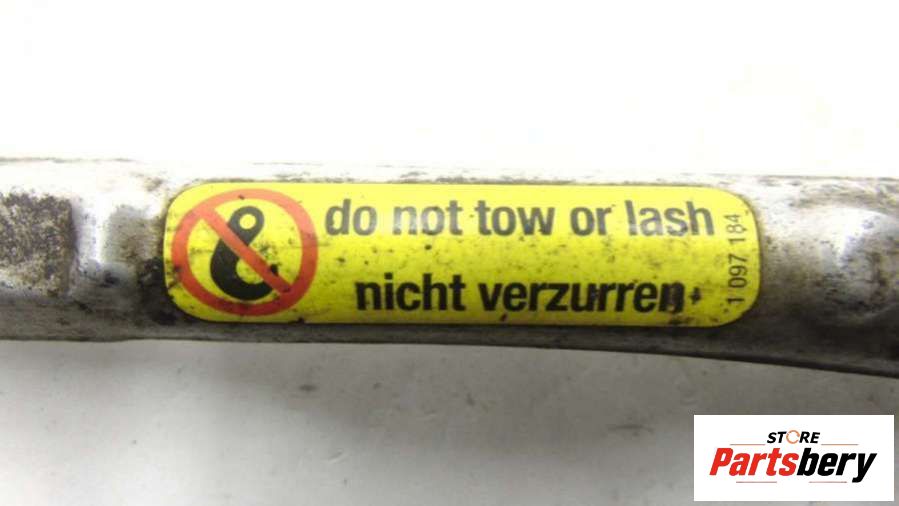 do not tow or lash
nicht verzurren
1 097 184
STORE
Partsbery